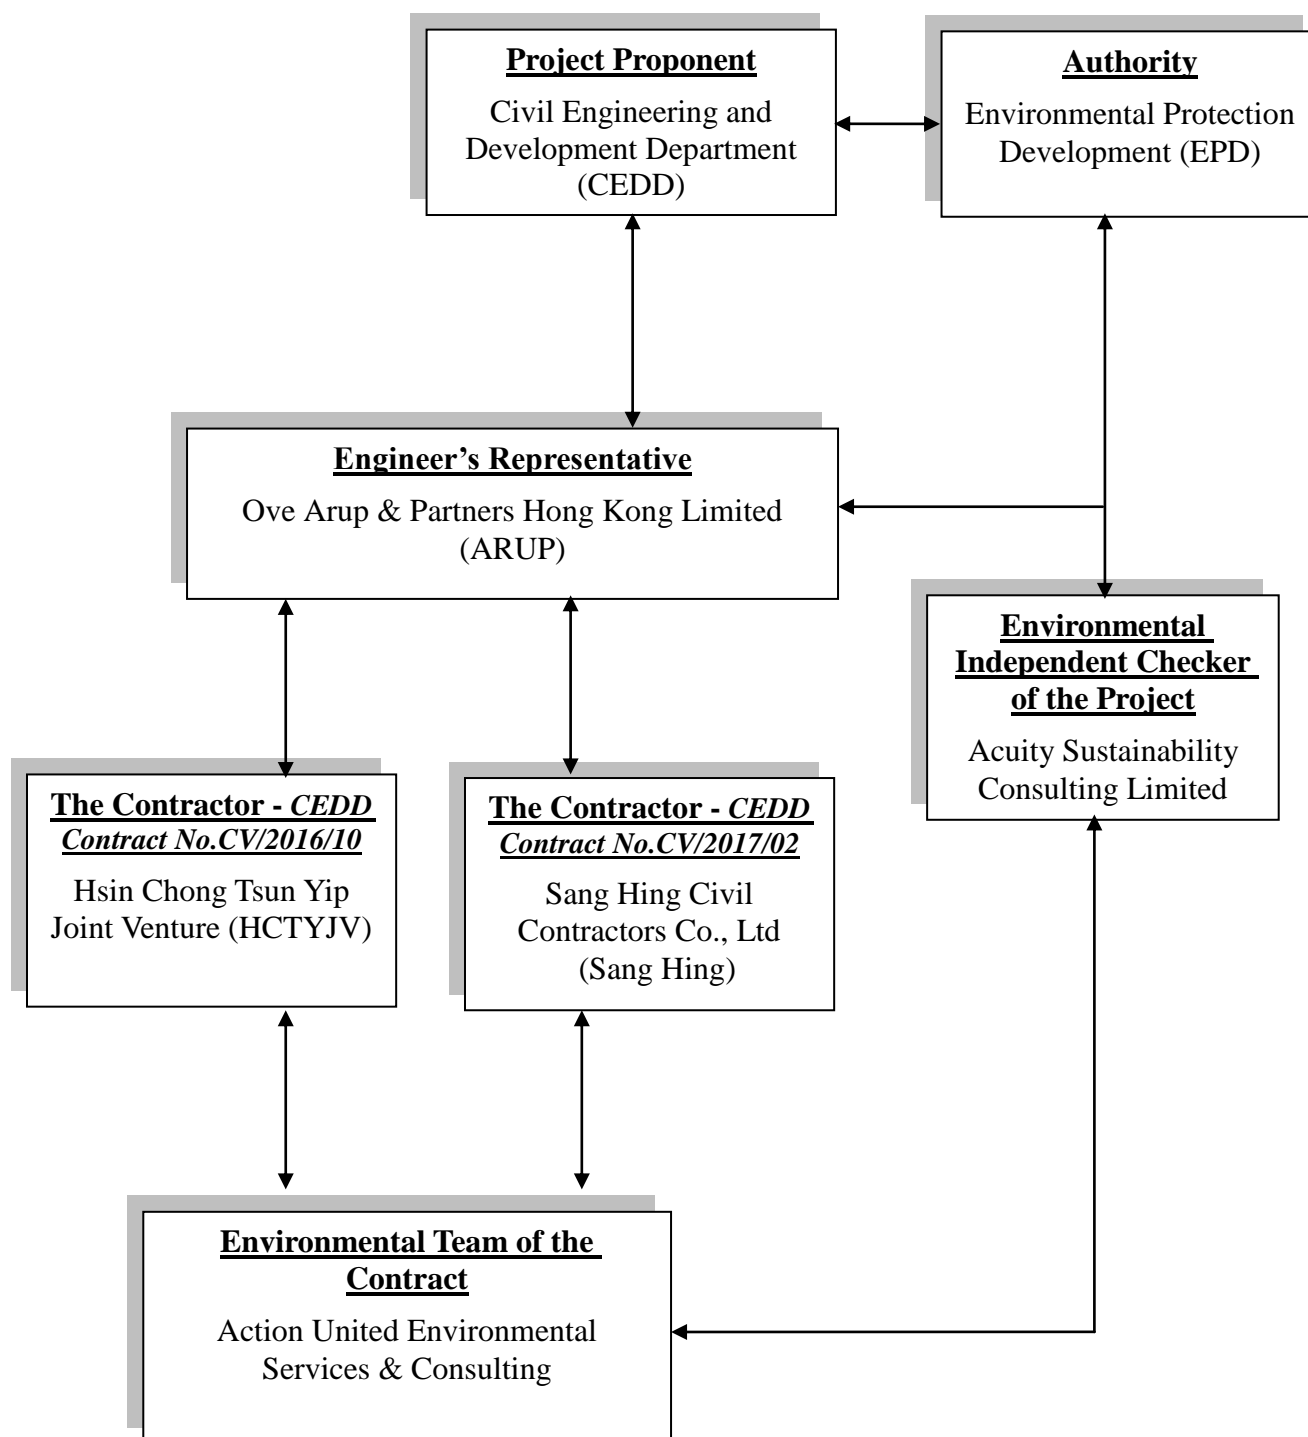 Project Proponent
Civil Engineering and
Development Department
(CEDD)
Authority
Environmental Protection
Development (EPD)
Engineer’s Representative
Ove Arup & Partners Hong Kong Limited
(ARUP)
Environmental
Independent Checker
of the Project
Acuity Sustainability
Consulting Limited
The Contractor - CEDD
Contract No.CV/2016/10
Hsin Chong Tsun Yip
Joint Venture (HCTYJV)
The Contractor - CEDD
Contract No.CV/2017/02
Sang Hing Civil
Contractors Co., Ltd
(Sang Hing)
Environmental Team of the
Contract
Action United Environmental
Services & Consulting